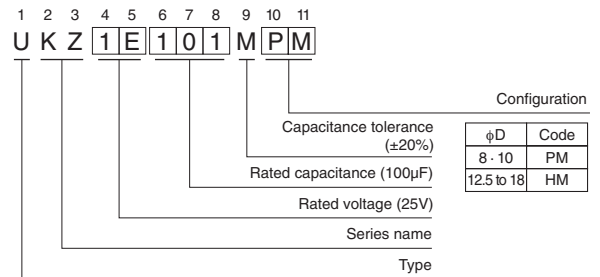 1 2 3 4 5 6 7 8 9 10 11
U K Z 1 E 1 0 1 M P M
Configuration
Capacitance tolerance
(±20%)
Rated capacitance (100µF)
Rated voltage (25V)
Series name
Type
ϕD Code
8 · 10 PM
12.5 to 18 HM